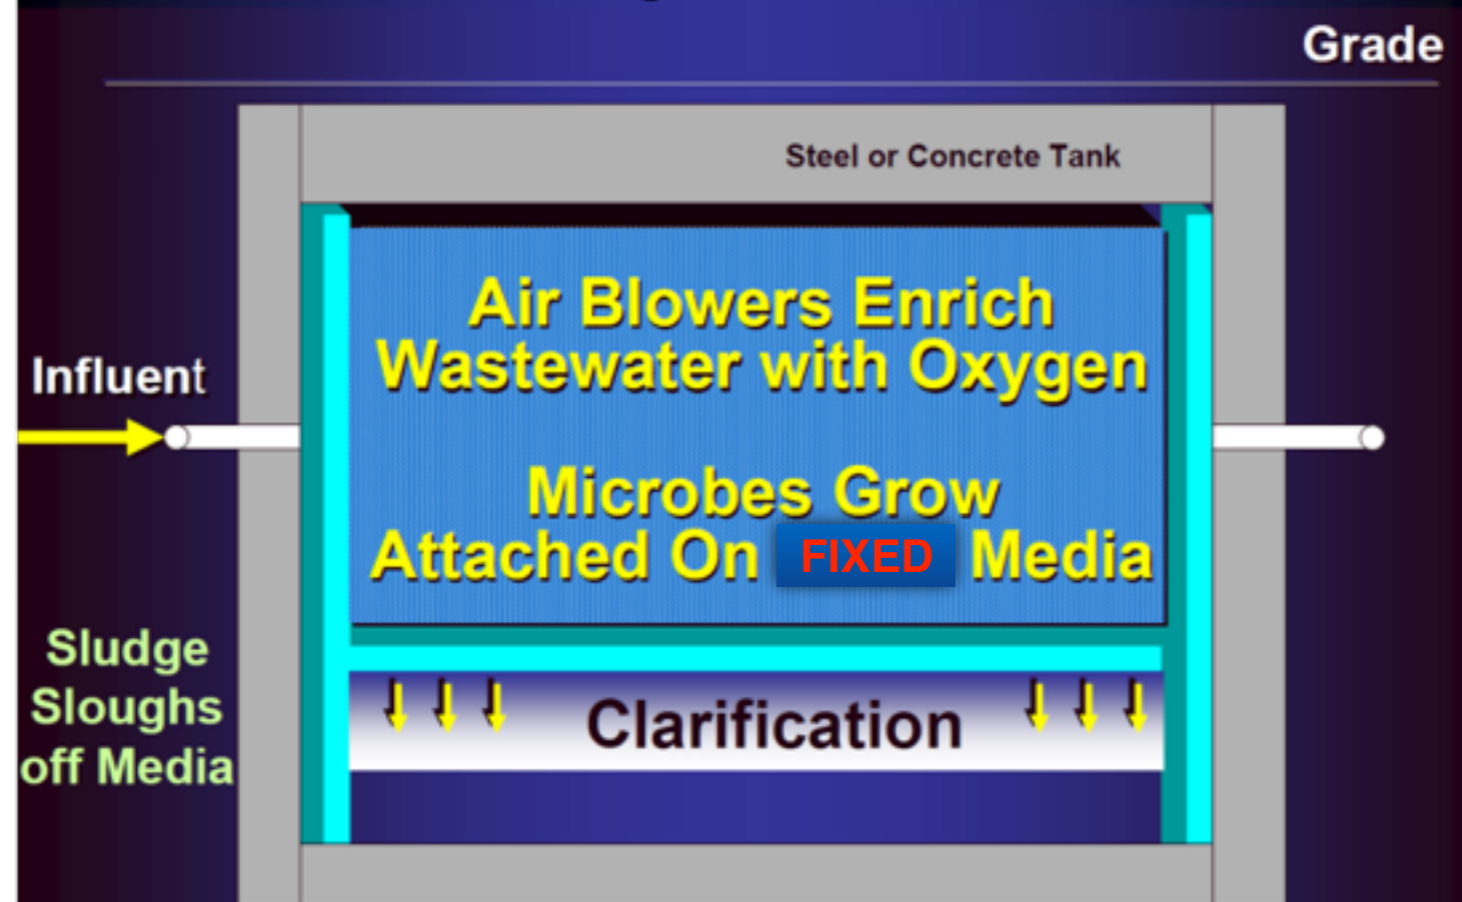 Grade
Steel or Concrete Tank
Air Blowers Enrich
Wastewater with Oxygen
Influent
Microbes Grow
Attached On FIXED Media
Sludge
Sloughs
off Media
Clarification